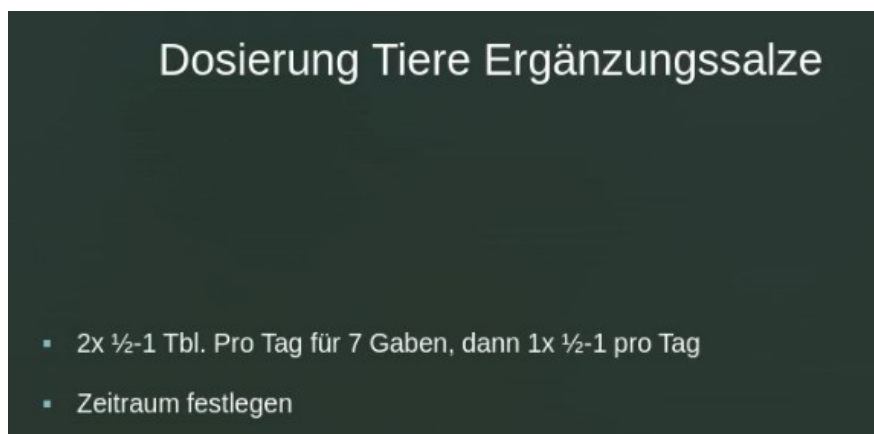 Dosierung Tiere Ergänzungssalze
2x ½-1 Tbl. Pro Tag für 7 Gaben, dann 1x ½-1 pro Tag
Zeitraum festlegen